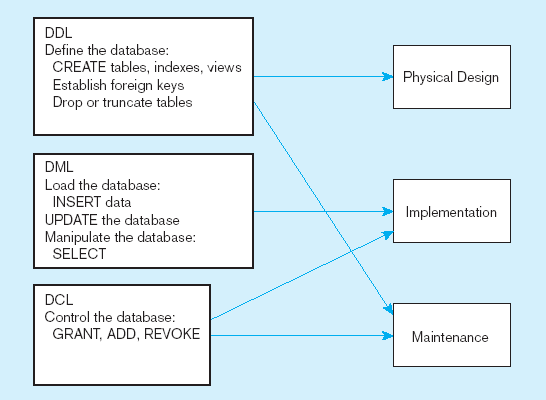 DDL
Define the database:
CREATE tables, indexes, views
Establish foreign keys
Drop or truncate tables
Physical Design
DML
Load the database:
INSERT data
UPDATE the database
Manipulate the database:
SELECT
Implementation
DCL
Control the database:
GRANT, ADD, REVOKE
Maintenance